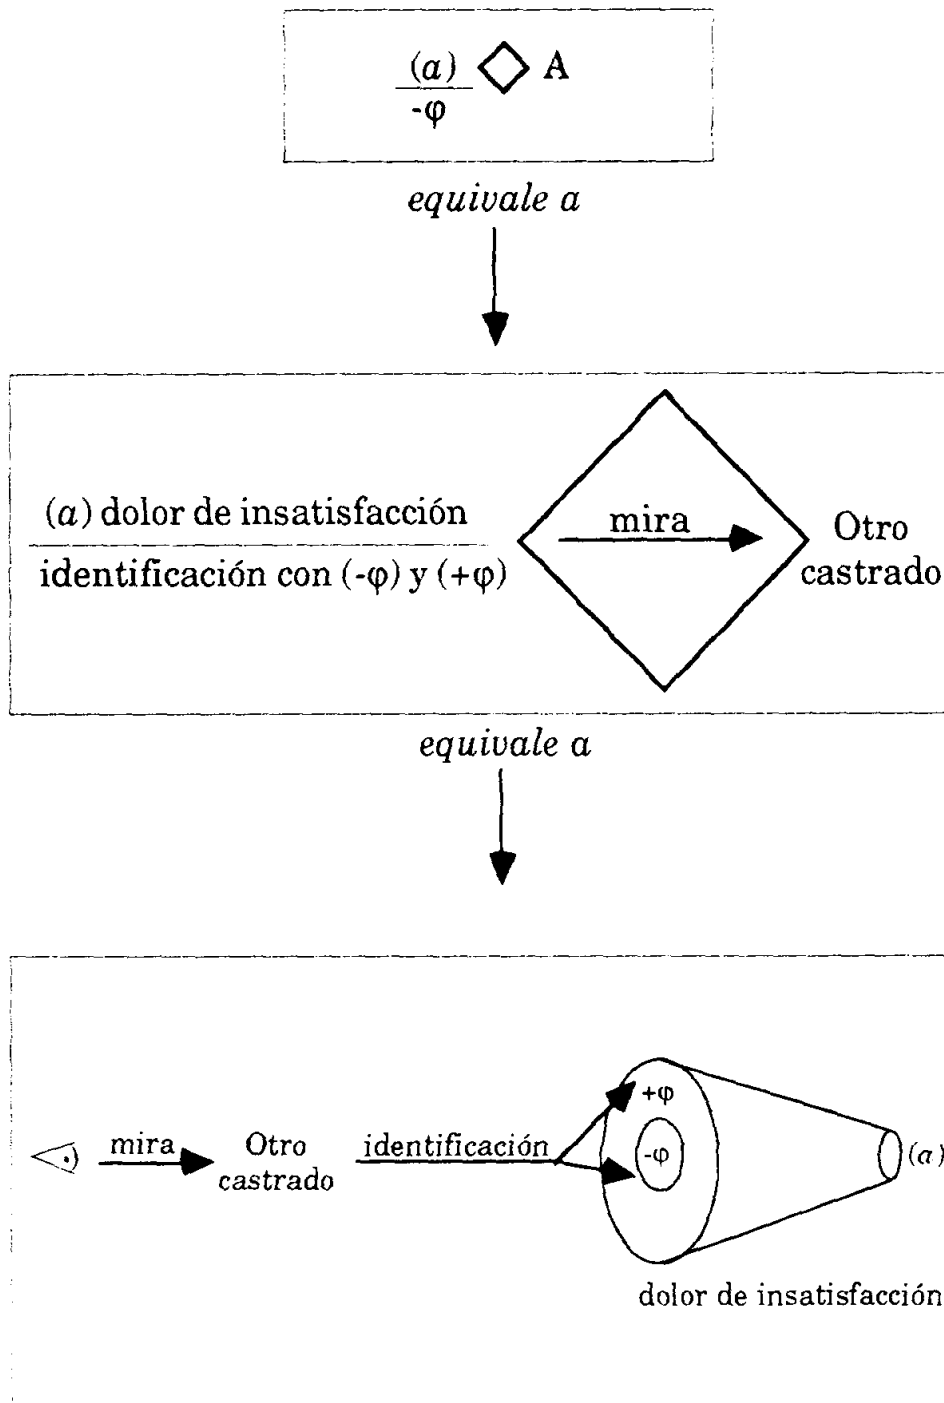 (a) ◇ A
-φ
equivale a
(a) dolor de insatisfacción
identificación con (-φ) y (+φ)
mira
Otro
castrado
equivale a
mira
Otro
castrado
identificación
+φ
-φ
(a)
dolor de insatisfacción